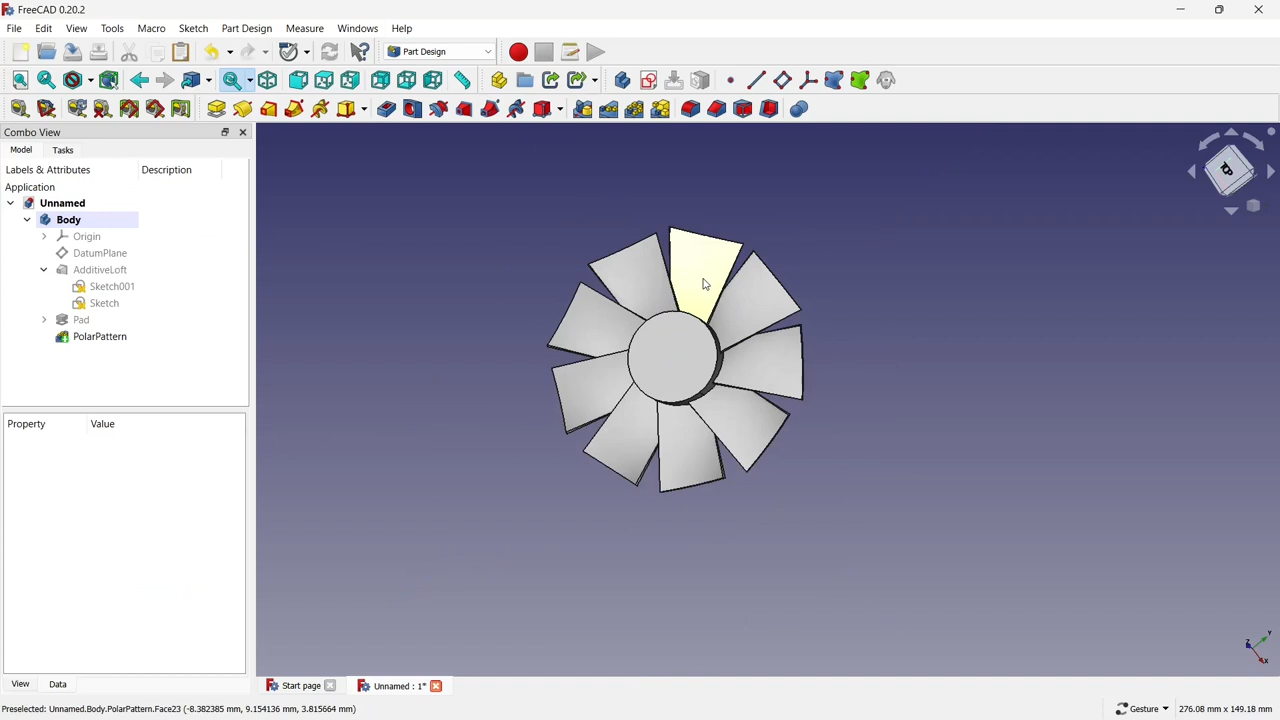 FreeCAD 0.20.2
File Edit View Tools Macro Sketch Part Design Measure Windows Help
Part Design
Combo View
Model Tasks
Labels & Attributes Description
Application
Unnamed
Body
Origin
DatumPlane
AdditiveLoft
Sketch001
Sketch
Pad
PolarPattern
Property Value
Z Y X
View Data
Start page Unnamed : 1*
Preselected: Unnamed.Body.PolarPattern.Face23 (-8.382385 mm, 9.154136 mm, 3.815664 mm) Gesture 276.08 mm x 149.18 mm